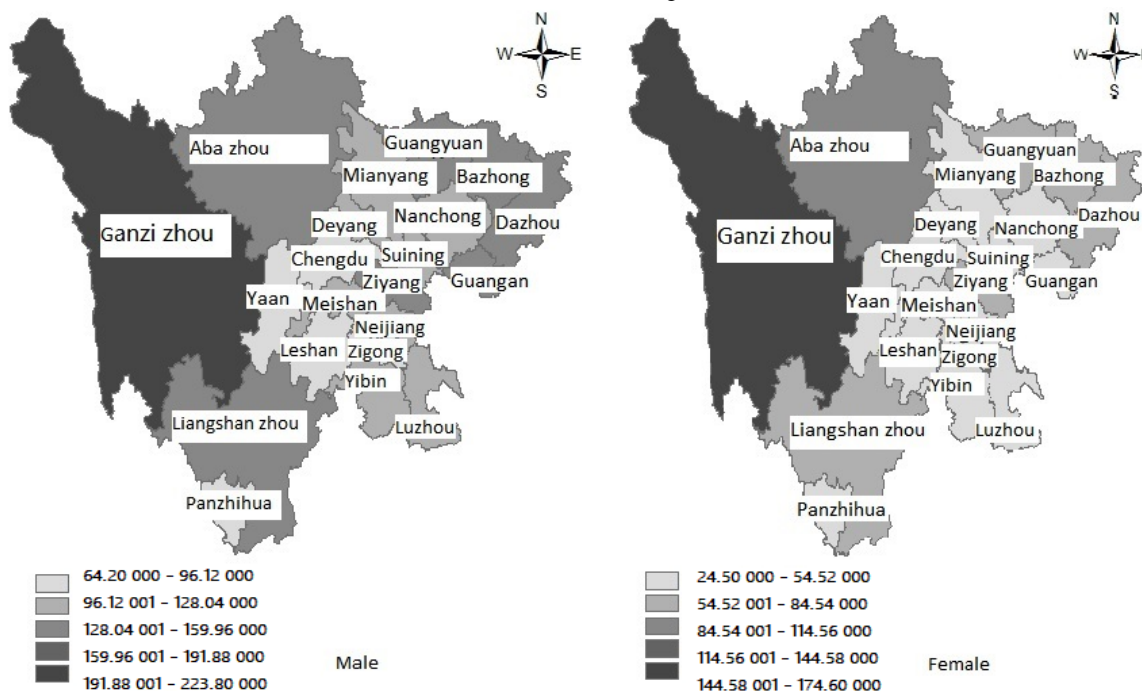 N
W E
S
Aba zhou
Guangyuan
Mianyang
Bazhong
Ganzi zhou
Deyang
Nanchong
Dazhou
Chengdu
Suining
Ziyang
Guangan
Yaan
Meishan
Neijiang
Leshan
Zigong
Yibin
Liangshan zhou
Luzhou
Panzhihua
64.20 000 – 96.12 000
96.12 001 – 128.04 000
128.04 001 – 159.96 000
159.96 001 – 191.88 000
191.88 001 – 223.80 000
Male
N
W E
S
Aba zhou
Guangyuan
Mianyang
Bazhong
Ganzi zhou
Deyang
Nanchong
Dazhou
Chengdu
Suining
Ziyang
Guangan
Yaan
Meishan
Neijiang
Leshan
Zigong
Yibin
Liangshan zhou
Luzhou
Panzhihua
24.50 000 – 54.52 000
54.52 001 – 84.54 000
84.54 001 – 114.56 000
114.56 001 – 144.58 000
144.58 001 – 174.60 000
Female